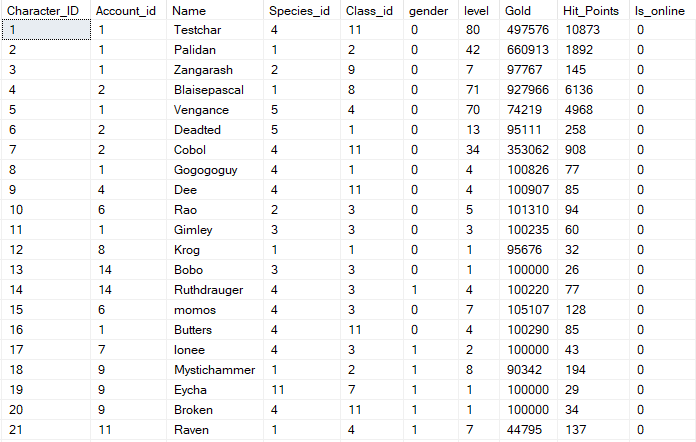 Character_ID Account_id Name Species_id Class_id gender level Gold Hit_Points Is_online
1 1 Testchar 4 11 0 80 497576 10873 0
2 1 Palidan 1 2 0 42 660913 1892 0
3 1 Zangarash 2 9 0 7 97767 145 0
4 2 Blaisepascal 1 8 0 71 927966 6136 0
5 1 Vengance 5 4 0 70 74219 4968 0
6 2 Deadted 5 1 0 13 95111 258 0
7 2 Cobol 4 11 0 34 353062 908 0
8 1 Gogogoguy 4 1 0 4 100826 77 0
9 4 Dee 4 11 0 4 100907 85 0
10 6 Rao 2 3 0 5 101310 94 0
11 1 Gimley 3 3 0 3 100235 60 0
12 8 Krog 1 1 0 1 95676 32 0
13 14 Bobo 3 3 0 1 100000 26 0
14 14 Ruthdrauger 4 3 1 4 100220 77 0
15 6 momos 4 3 0 7 105107 128 0
16 1 Butters 4 11 0 4 100290 85 0
17 7 Ionee 4 3 1 2 100000 43 0
18 9 Mystichammer 1 2 1 8 90342 194 0
19 9 Eycha 11 7 1 1 100000 29 0
20 9 Broken 4 11 1 1 100000 34 0
21 11 Raven 1 4 1 7 44795 137 0